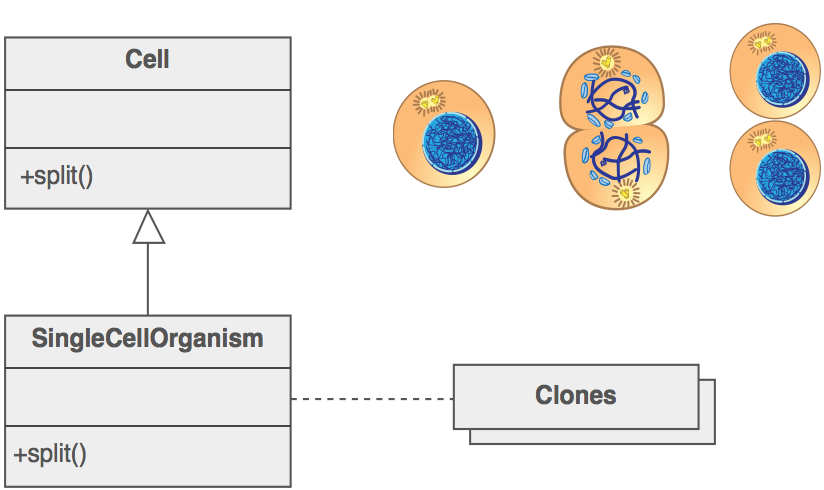 Cell
+split()
SingleCellOrganism
+split()
Clones